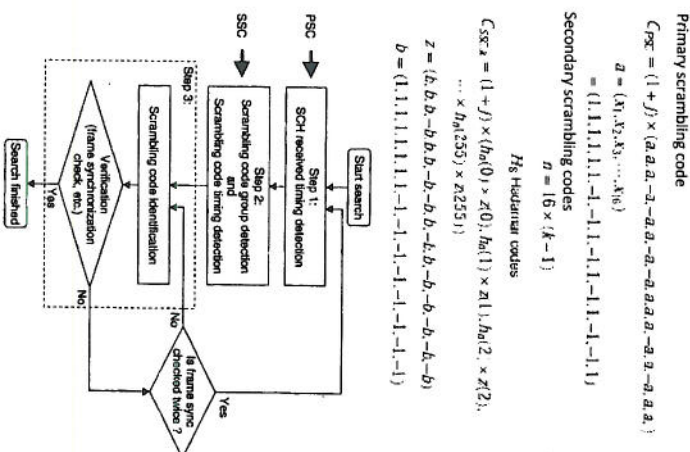 Primary scrambling code
C_PSC = (1 + j) × (a, a, a, -a, -a, a, -a, -a, a, a, a, -a, a, -a, a, a, )
a = (x1, x2, x3, ..., x16)
= (1, 1, 1, 1, 1, 1, -1, -1, 1, -1, 1, -1, 1, -1, -1, 1)
Secondary scrambling codes
n = 16 × (k - 1)
H8 Hadamar codes
C_SSC,k = (1 + j) × (hn(0) × z(0), hn(1) × z(1), hn(2) × z(2),
... × hn(255) × z(255))
z = (b, b, b, -b, b, b, -b, -b, b, -b, b, -b, -b, -b, -b, -b)
b = (1, 1, 1, 1, 1, 1, 1, 1, -1, -1, -1, -1, -1, -1, -1, -1)
Start search
PSC
Step 1:
SCH received timing detection
SSC
Step 2:
Scrambling code group detection
and
Scrambling code timing detection
Step 3:
Scrambling code identification
Verification
(frame synchronization
check, etc.)
No
Yes
Search finished
Is frame sync
checked twice ?
No
Yes